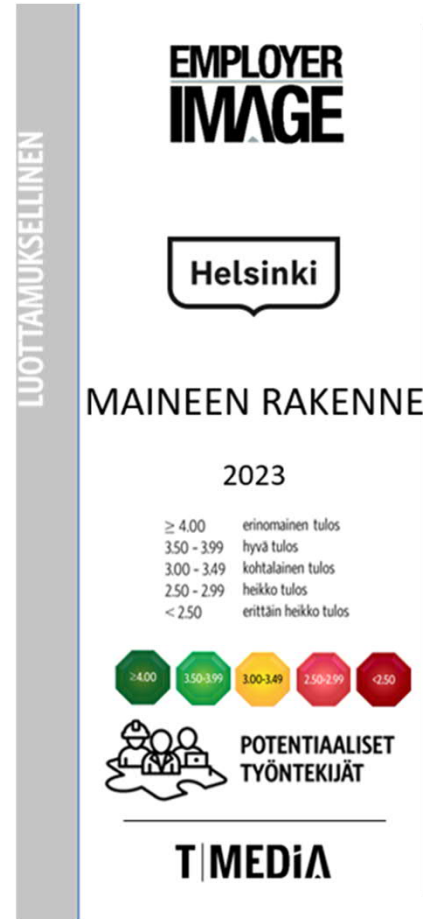 LUOTTAMUKSELLINEN
EMPLOYER
IMAGE
Helsinki
MAINEEN RAKENNE
2023
≥ 4.00 erinomainen tulos
3.50 - 3.99 hyvä tulos
3.00 - 3.49 kohtalainen tulos
2.50 - 2.99 heikko tulos
< 2.50 erittäin heikko tulos
≥4.00 3.50-3.99 3.00-3.49 2.50-2.99 <2.50
POTENTIAALISET
TYÖNTEKIJÄT
T|MEDiA